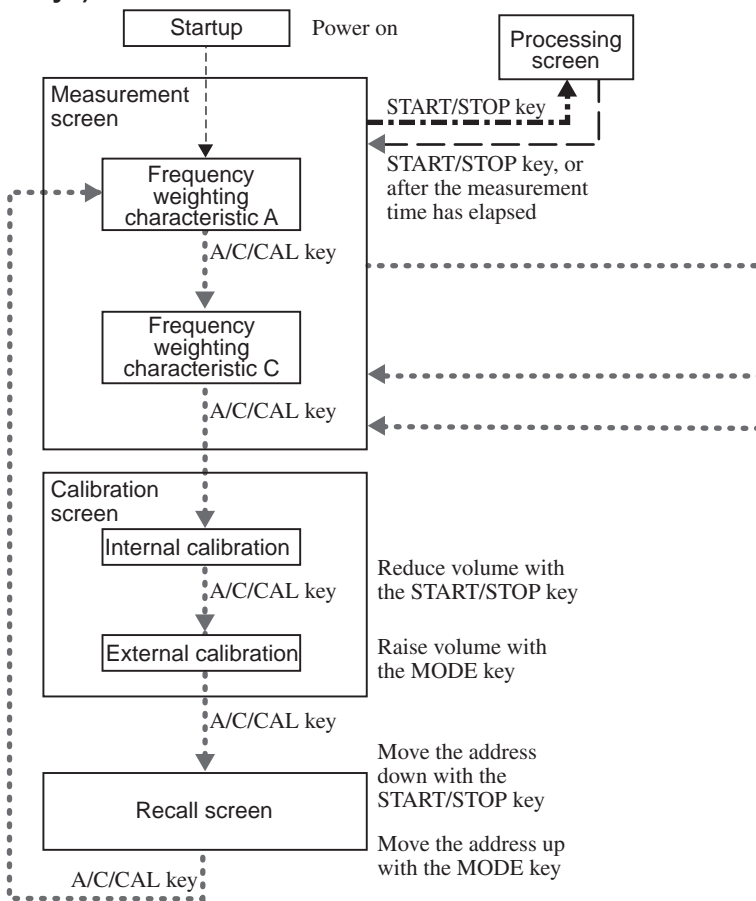 Startup
Power on
Processing
screen
Measurement
screen
START/STOP key
START/STOP key, or
after the measurement
time has elapsed
Frequency
weighting
characteristic A
A/C/CAL key
Frequency
weighting
characteristic C
A/C/CAL key
Calibration
screen
Internal calibration
Reduce volume with
the START/STOP key
A/C/CAL key
External calibration
Raise volume with
the MODE key
A/C/CAL key
Move the address
down with the
START/STOP key
Recall screen
Move the address up
with the MODE key
A/C/CAL key